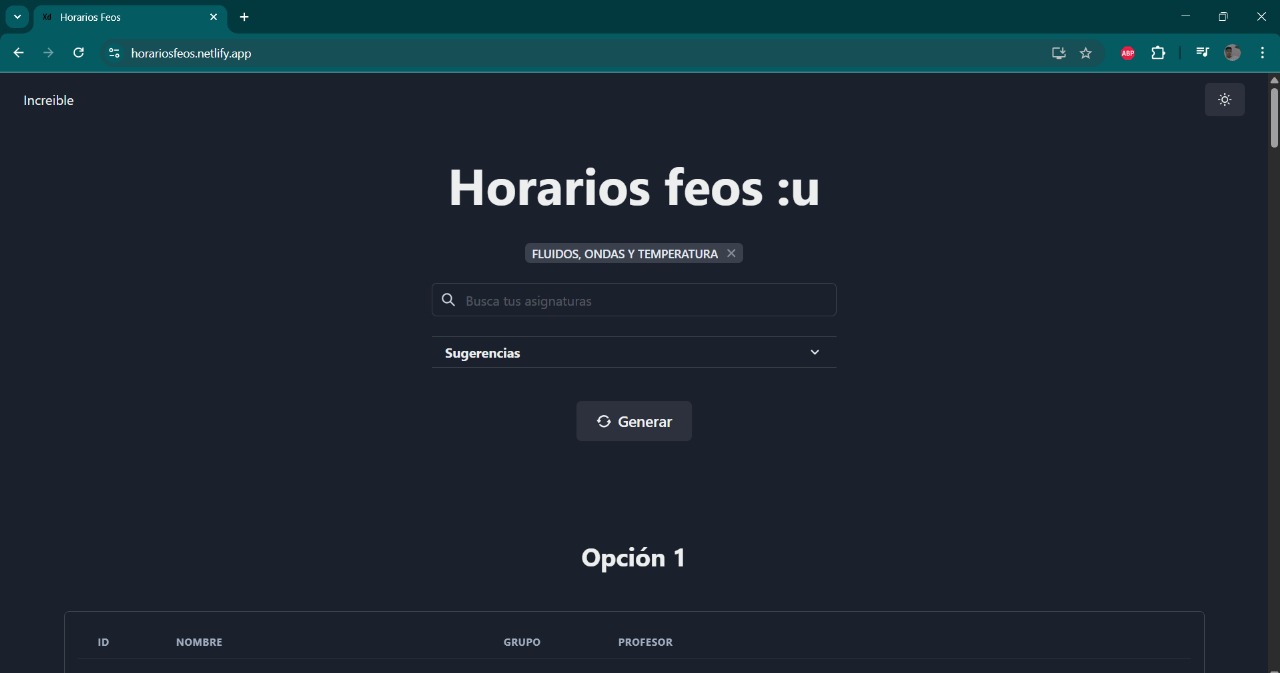 Xd Horarios Feos
horariosfeos.netlify.app
ABP
Increible
Horarios feos :u
FLUIDOS, ONDAS Y TEMPERATURA
Busca tus asignaturas
Sugerencias
Generar
Opción 1
ID NOMBRE GRUPO PROFESOR